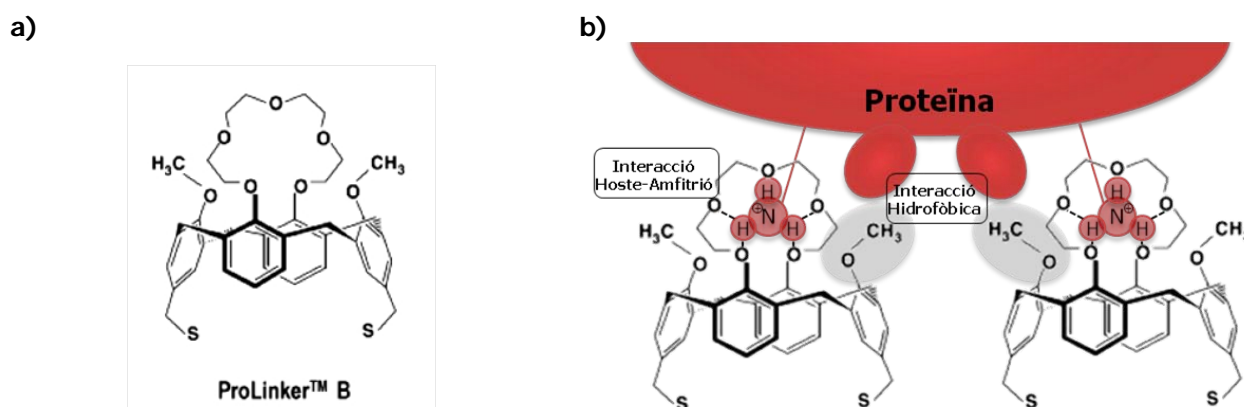 a)
O
O
O
H₃C
CH₃
O
O
O
O
S
S
ProLinker™ B
b)
Proteïna
Interacció
Hoste-Amfitrió
Interacció
Hidrofòbica
O
H
O
O
N
⊕
H
H
H₃C
CH₃
O
O
O
O
S
S
O
H
O
O
N
⊕
H
H
H₃C
CH₃
O
O
O
O
S
S